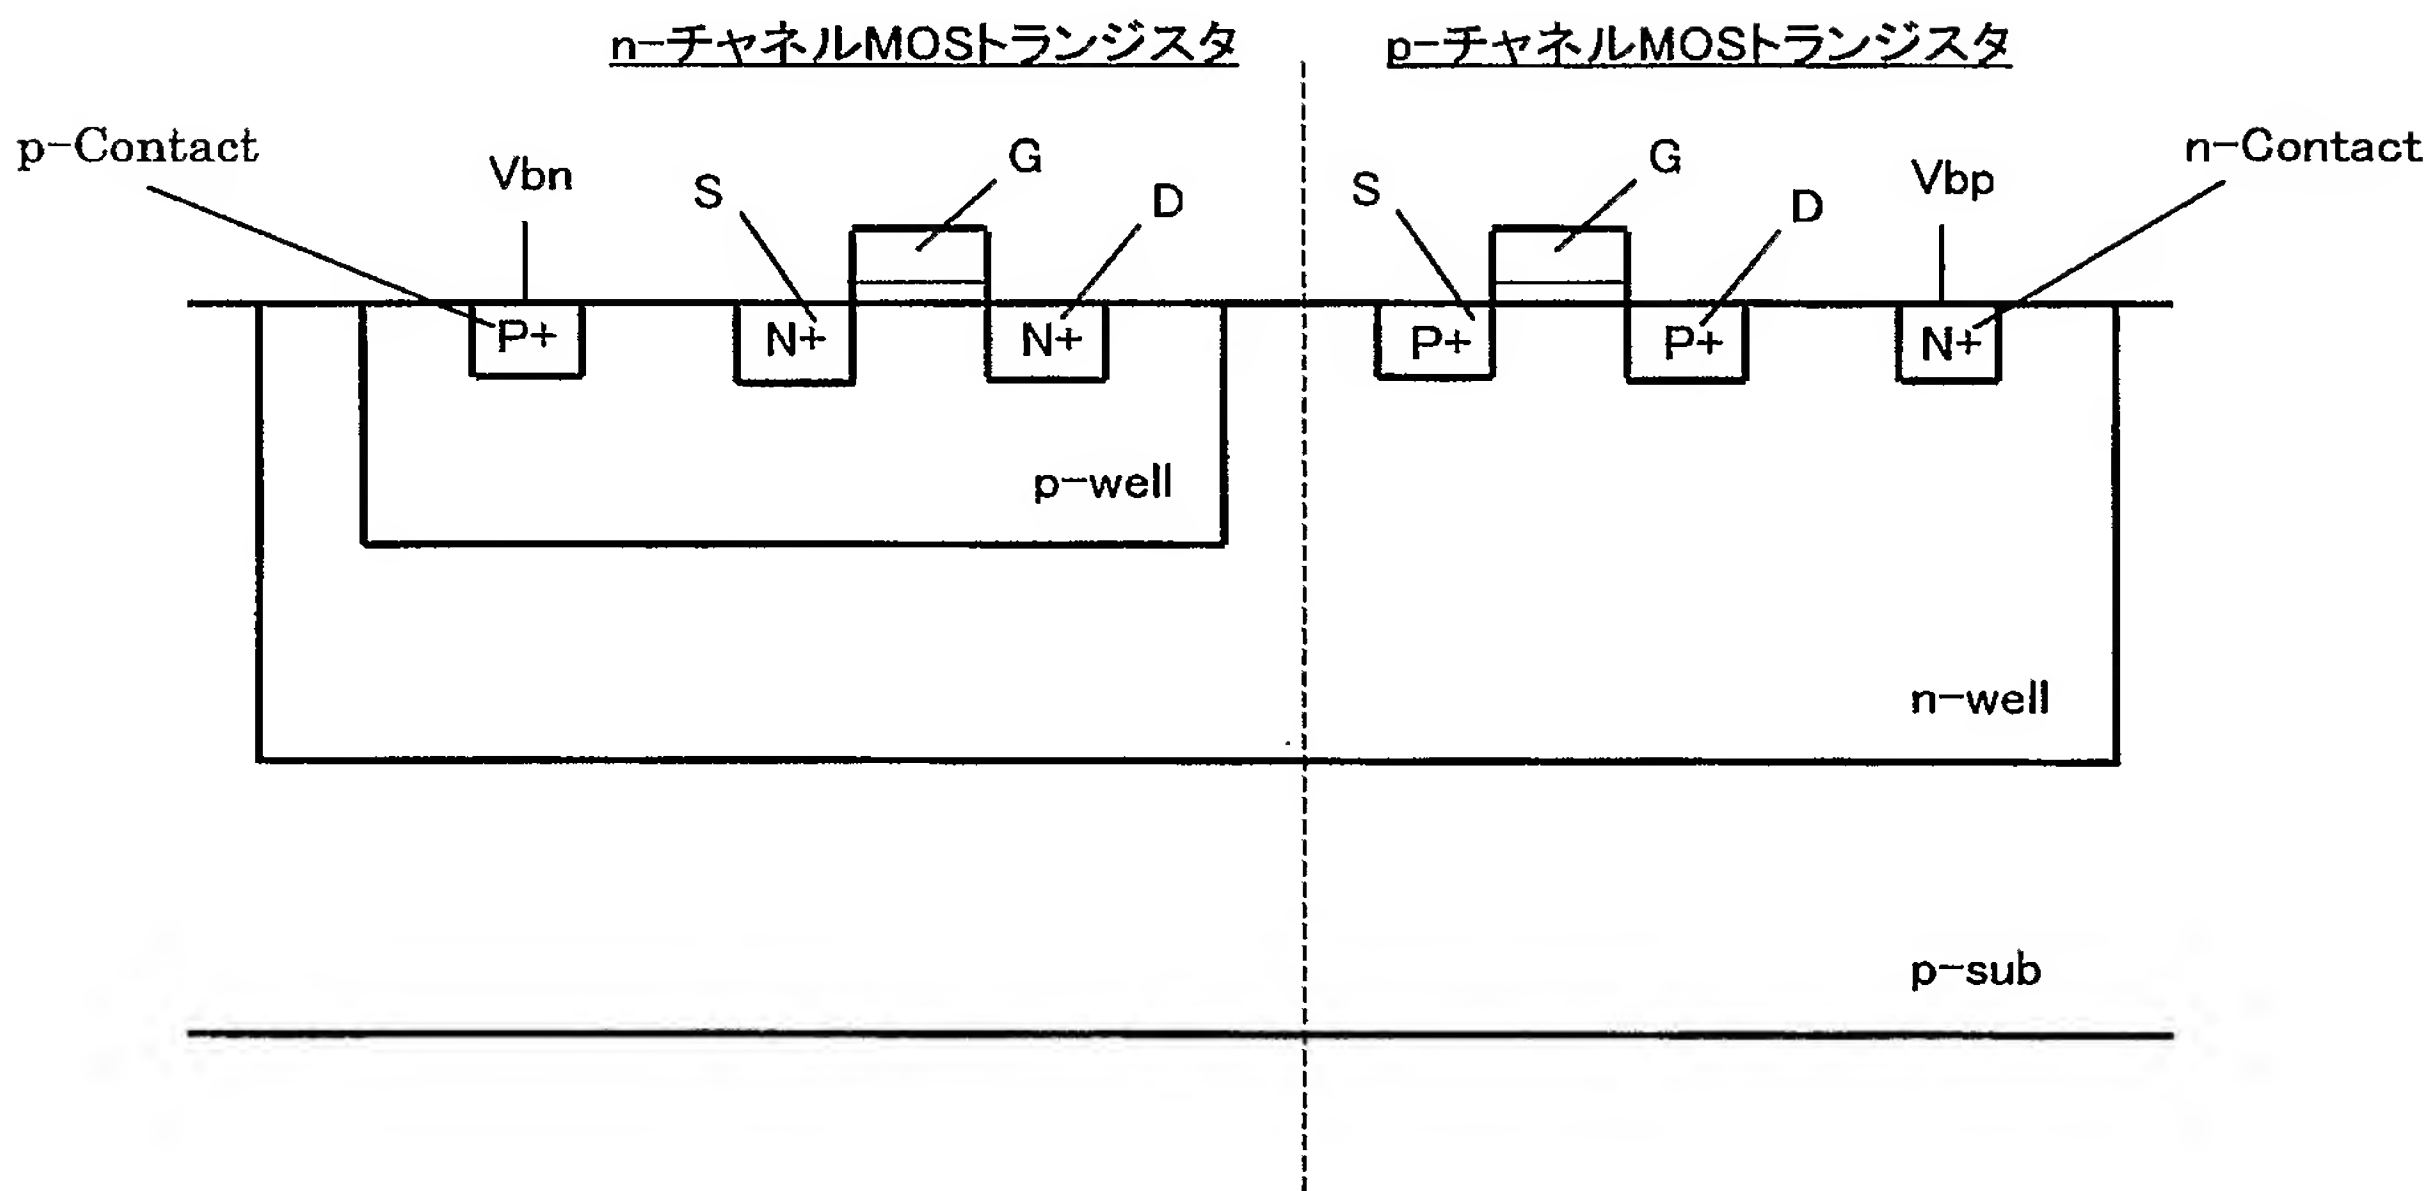 n-チャネルMOSトランジスタ
p-チャネルMOSトランジスタ
p-Contact
Vbn
S
G
D
S
G
D
Vbp
n-Contact
P+
N+
N+
P+
P+
N+
p-well
n-well
p-sub